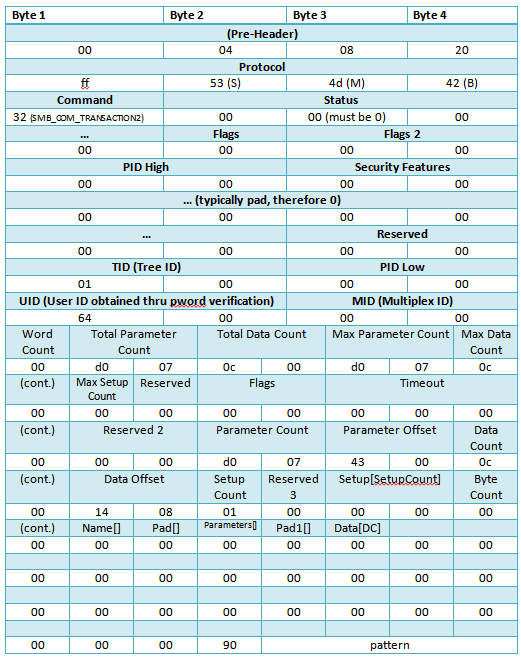 Byte 1 Byte 2 Byte 3 Byte 4
(Pre-Header)
00 04 08 20
Protocol
ff 53 (S) 4d (M) 42 (B)
Command Status
32 (SMB_COM_TRANSACTION2) 00 00 (must be 0) 00
... Flags Flags 2
00 00 00 00
PID High Security Features
00 00 00 00
... (typically pad, therefore 0)
00 00 00 00
... Reserved
00 00 00 00
TID (Tree ID) PID Low
01 00 00 00
UID (User ID obtained thru pword verification) MID (Multiplex ID)
64 00 00 00
Word Total Parameter Total Data Count Max Parameter Count Max Data
Count Count Count
00 d0 07 0c 00 d0 07 0c
(cont.) Max Setup Reserved Flags Timeout
Count
00 00 00 00 00 00 00 00
(cont.) Reserved 2 Parameter Count Parameter Offset Data
Count
00 00 00 d0 07 43 00 0c
(cont.) Data Offset Setup Reserved Setup[SetupCount] Byte
Count 3 Count
00 14 08 01 00 00 00 00
(cont.) Name[] Pad[] Parameters[] Pad1[] Data[DC]
00 00 00 00 00 00 00 00
00 00 00 00 00 00 00 00
00 00 00 00 00 00 00 00
00 00 00 90 pattern